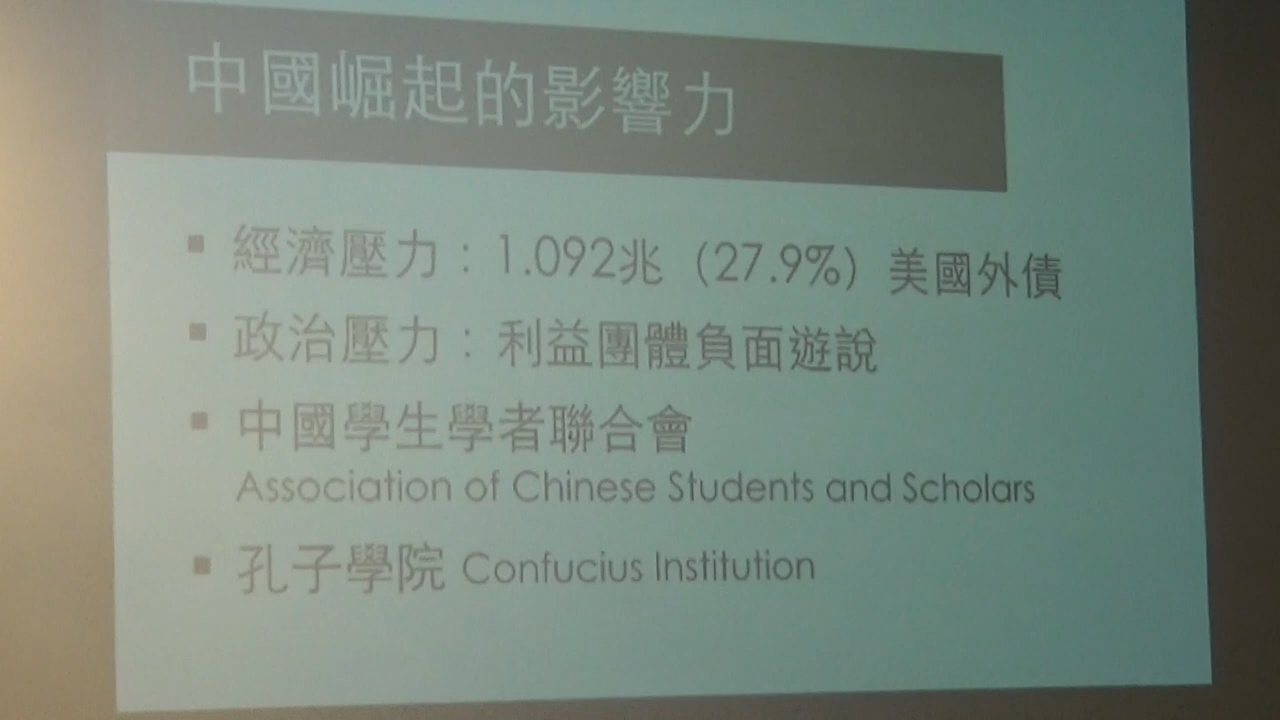 中國崛起的影響力
▪ 經濟壓力：1.092兆（27.9%）美國外債
▪ 政治壓力：利益團體負面遊說
▪ 中國學生學者聯合會
Association of Chinese Students and Scholars
▪ 孔子學院 Confucius Institution